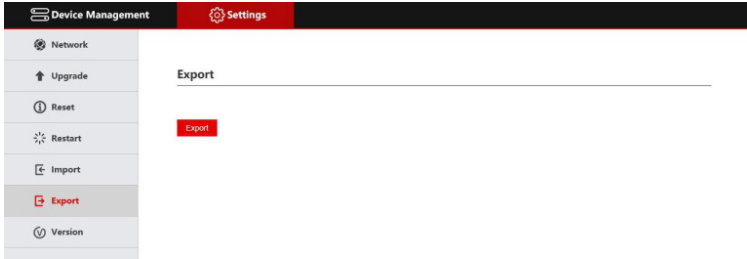 Device Management
Settings
Network
Upgrade
Export
Reset
Export
Restart
Import
Export
Version